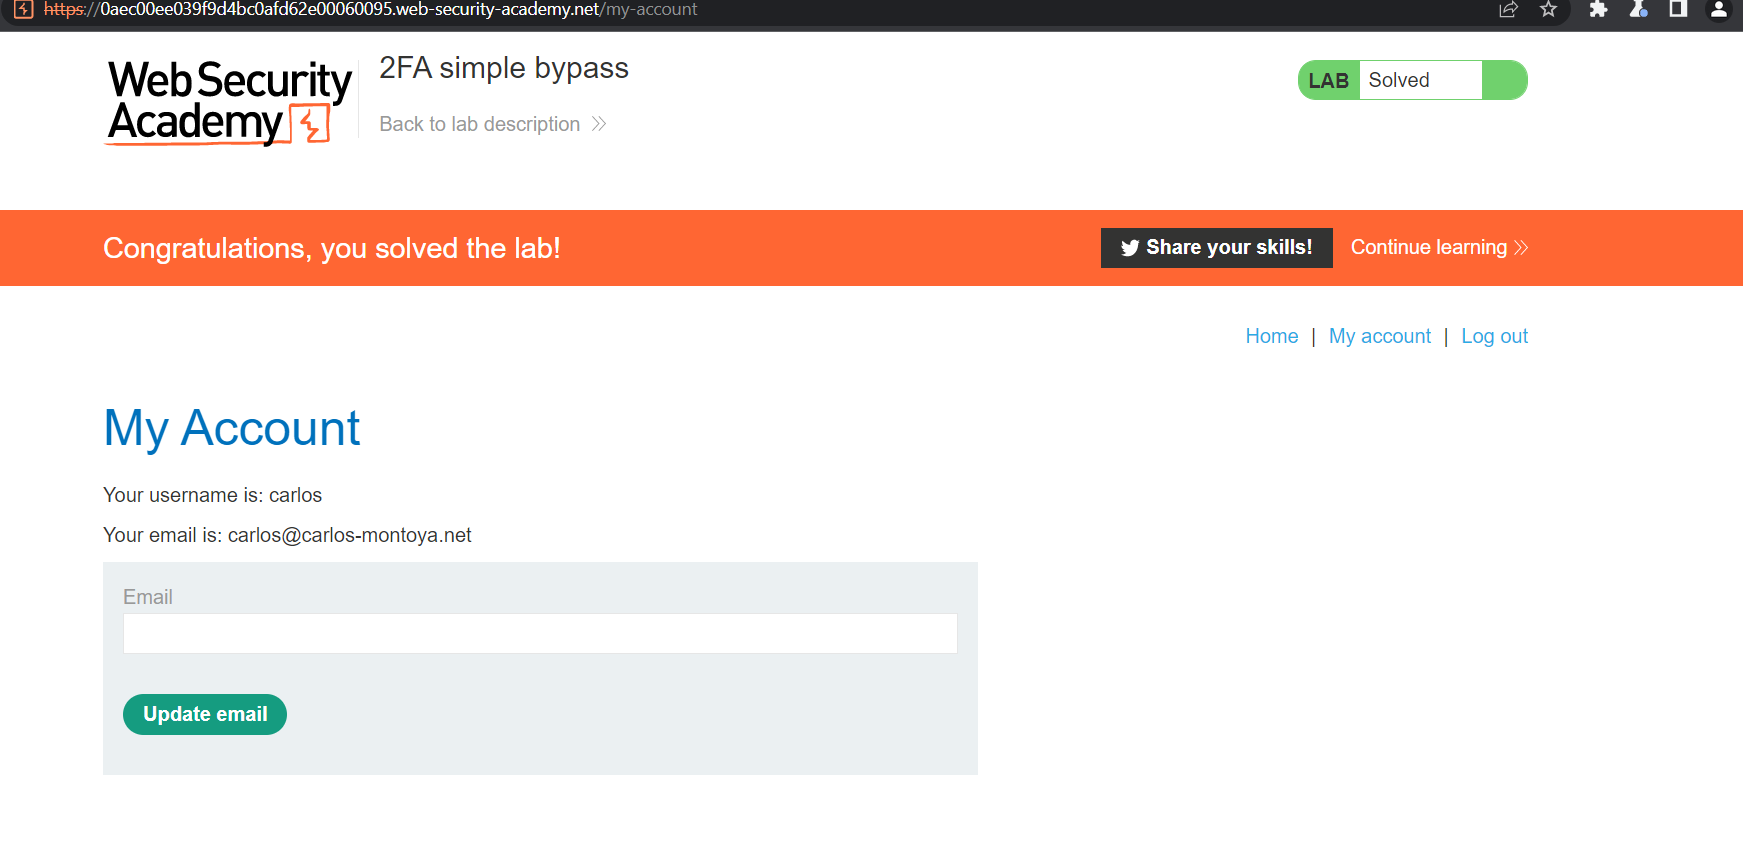 https://0aec00ee039f9d4bc0afd62e00060095.web-security-academy.net/my-account
Web Security
Academy
2FA simple bypass
Back to lab description
LAB Solved
Congratulations, you solved the lab!
Share your skills!
Continue learning
Home | My account | Log out
My Account
Your username is: carlos
Your email is: carlos@carlos-montoya.net
Email
Update email